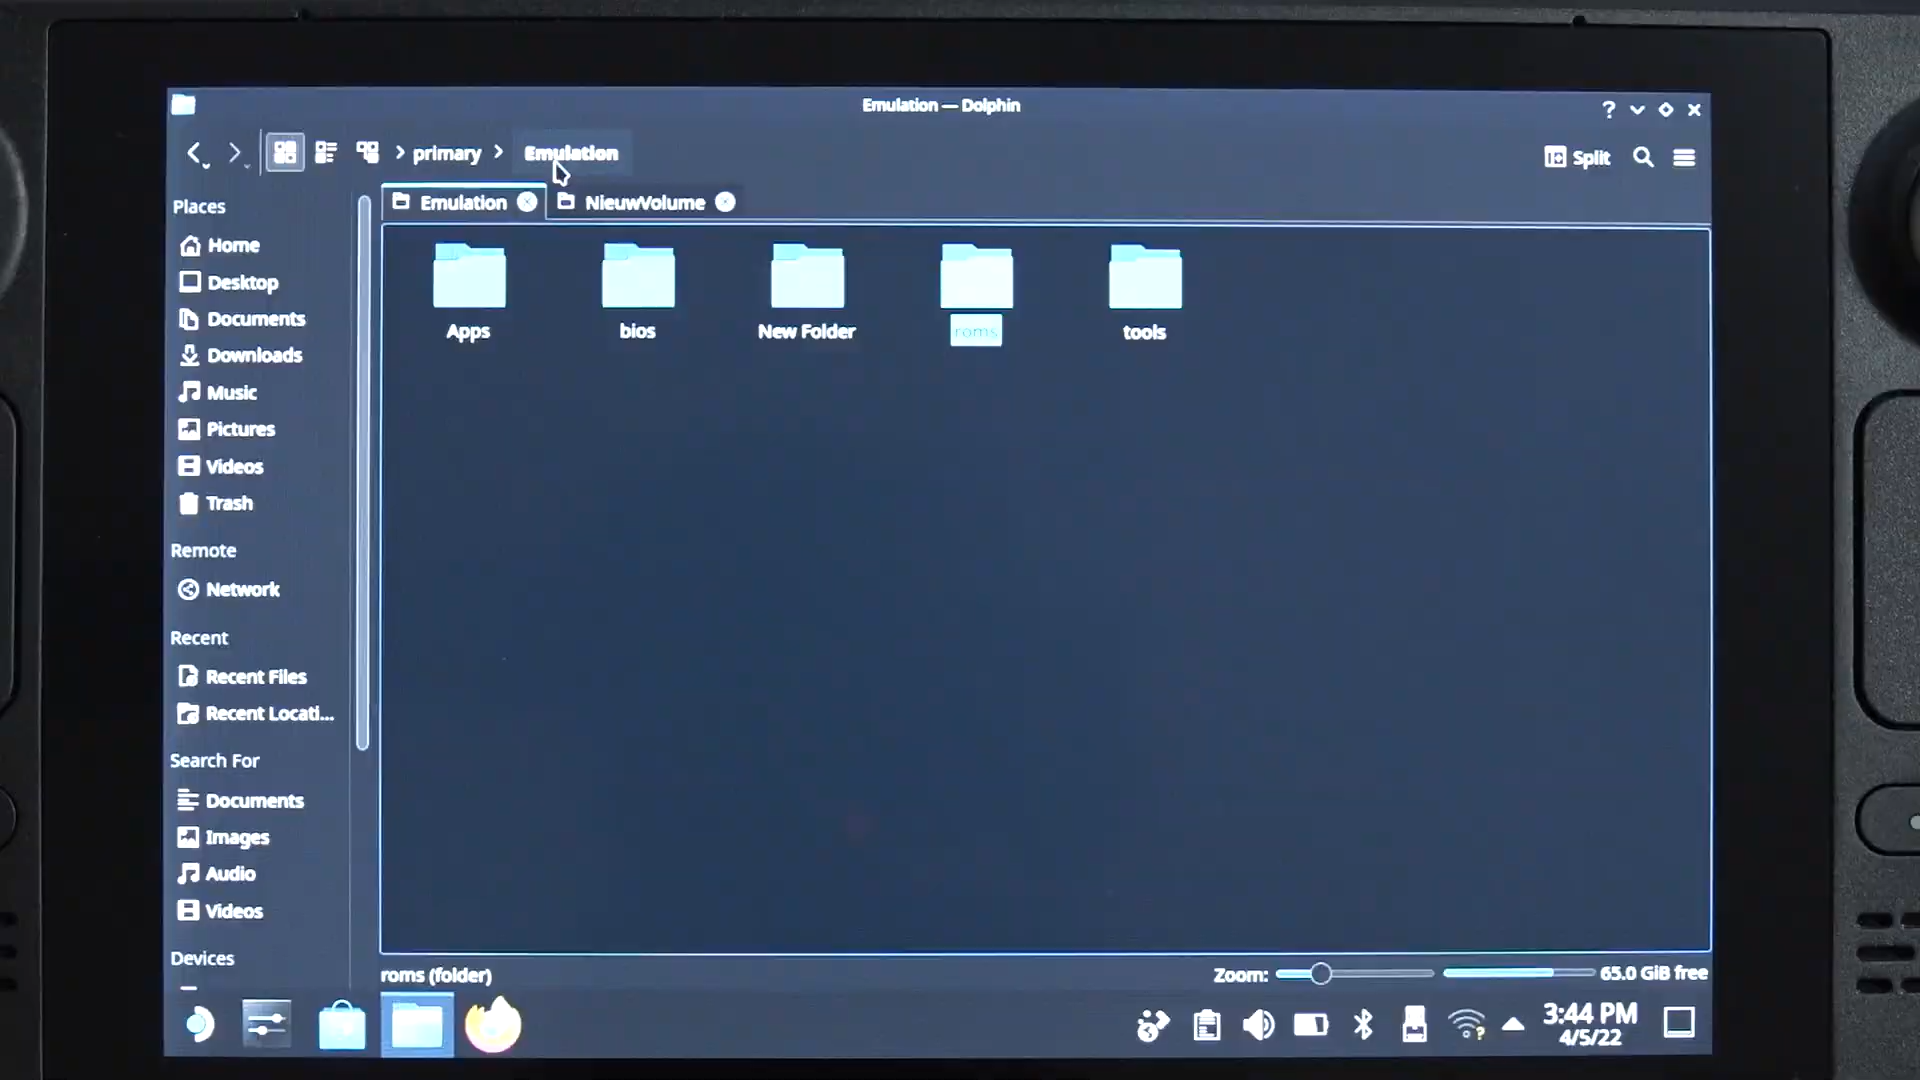 Emulation — Dolphin
primary
Emulation
Split
Emulation
NieuwVolume
Places
Home
Desktop
Documents
Downloads
Music
Pictures
Videos
Trash
Remote
Network
Recent
Recent Files
Recent Locati...
Search For
Documents
Images
Audio
Videos
Devices
Apps
bios
New Folder
roms
tools
roms (folder)
Zoom:
65.0 GiB free
3:44 PM
4/5/22